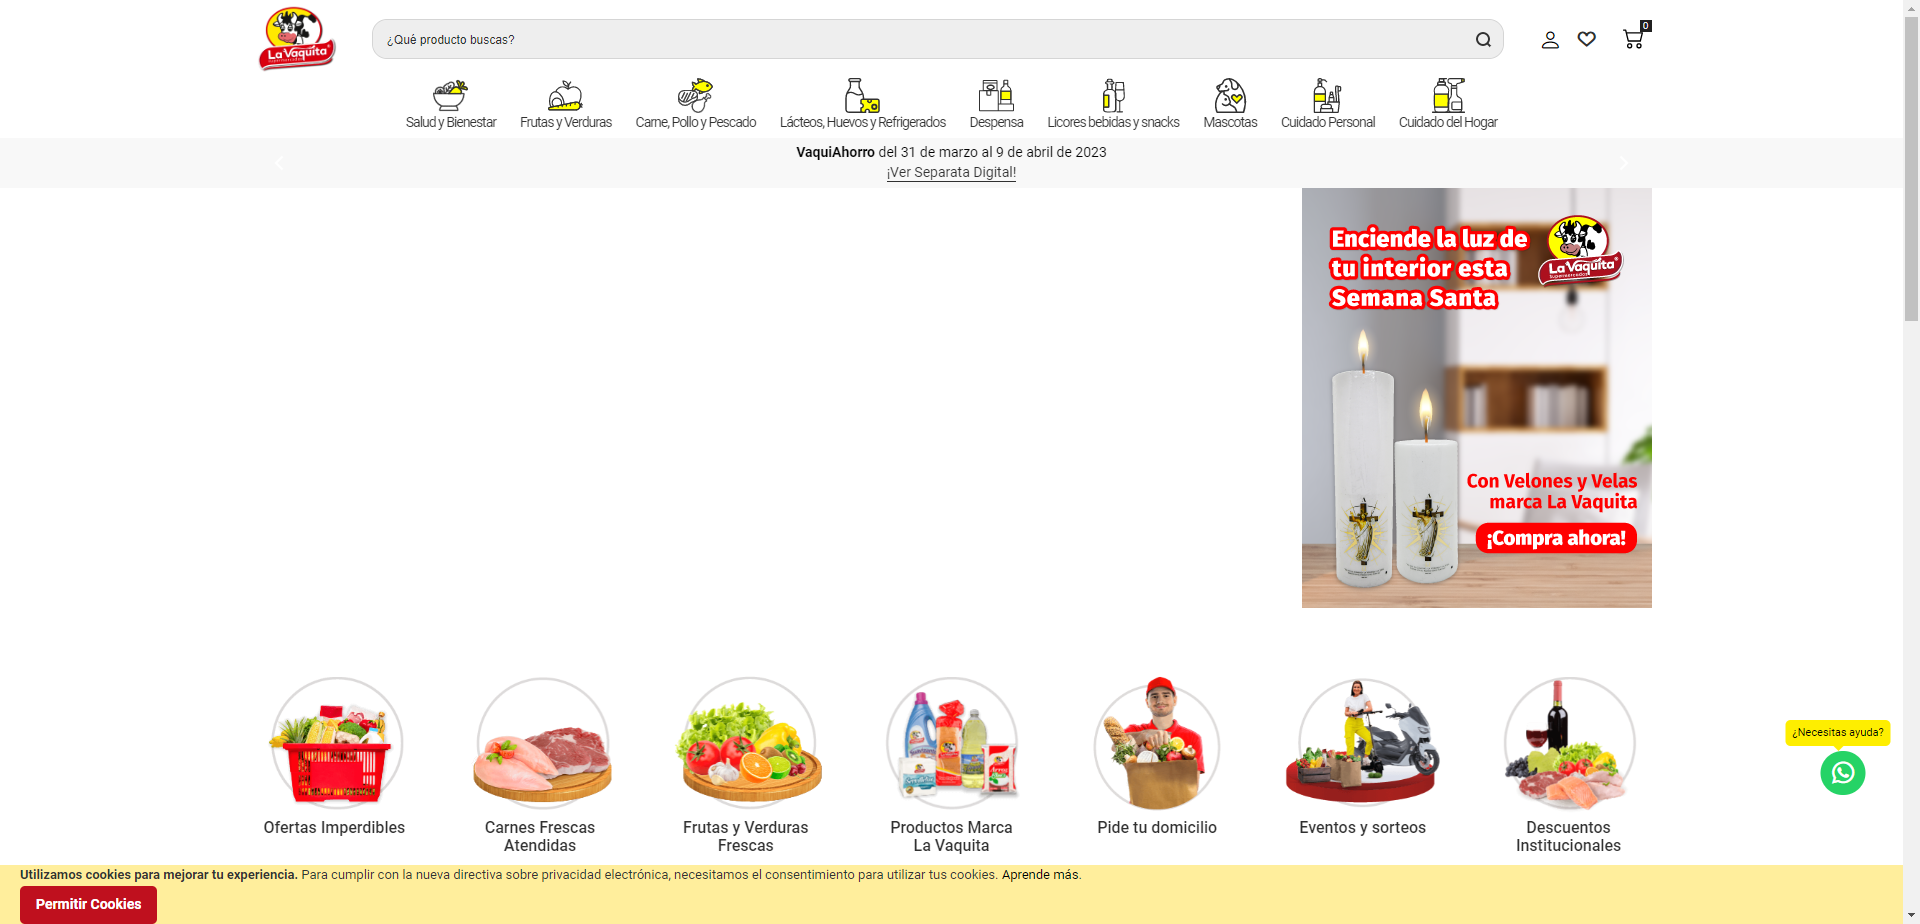 La Vaquita
Supermercados
¿Qué producto buscas?
0
Salud y Bienestar
Frutas y Verduras
Carne, Pollo y Pescado
Lácteos, Huevos y Refrigerados
Despensa
Licores bebidas y snacks
Mascotas
Cuidado Personal
Cuidado del Hogar
VaquiAhorro del 31 de marzo al 9 de abril de 2023
¡Ver Separata Digital!
Enciende la luz de
tu interior esta
Semana Santa
La Vaquita
Supermercados
Con Velones y Velas
marca La Vaquita
¡Compra ahora!
¿Necesitas ayuda?
Ofertas Imperdibles
Carnes Frescas
Atendidas
Frutas y Verduras
Frescas
Productos Marca
La Vaquita
Pide tu domicilio
Eventos y sorteos
Descuentos
Institucionales
Utilizamos cookies para mejorar tu experiencia. Para cumplir con la nueva directiva sobre privacidad electrónica, necesitamos el consentimiento para utilizar tus cookies. Aprende más.
Permitir Cookies